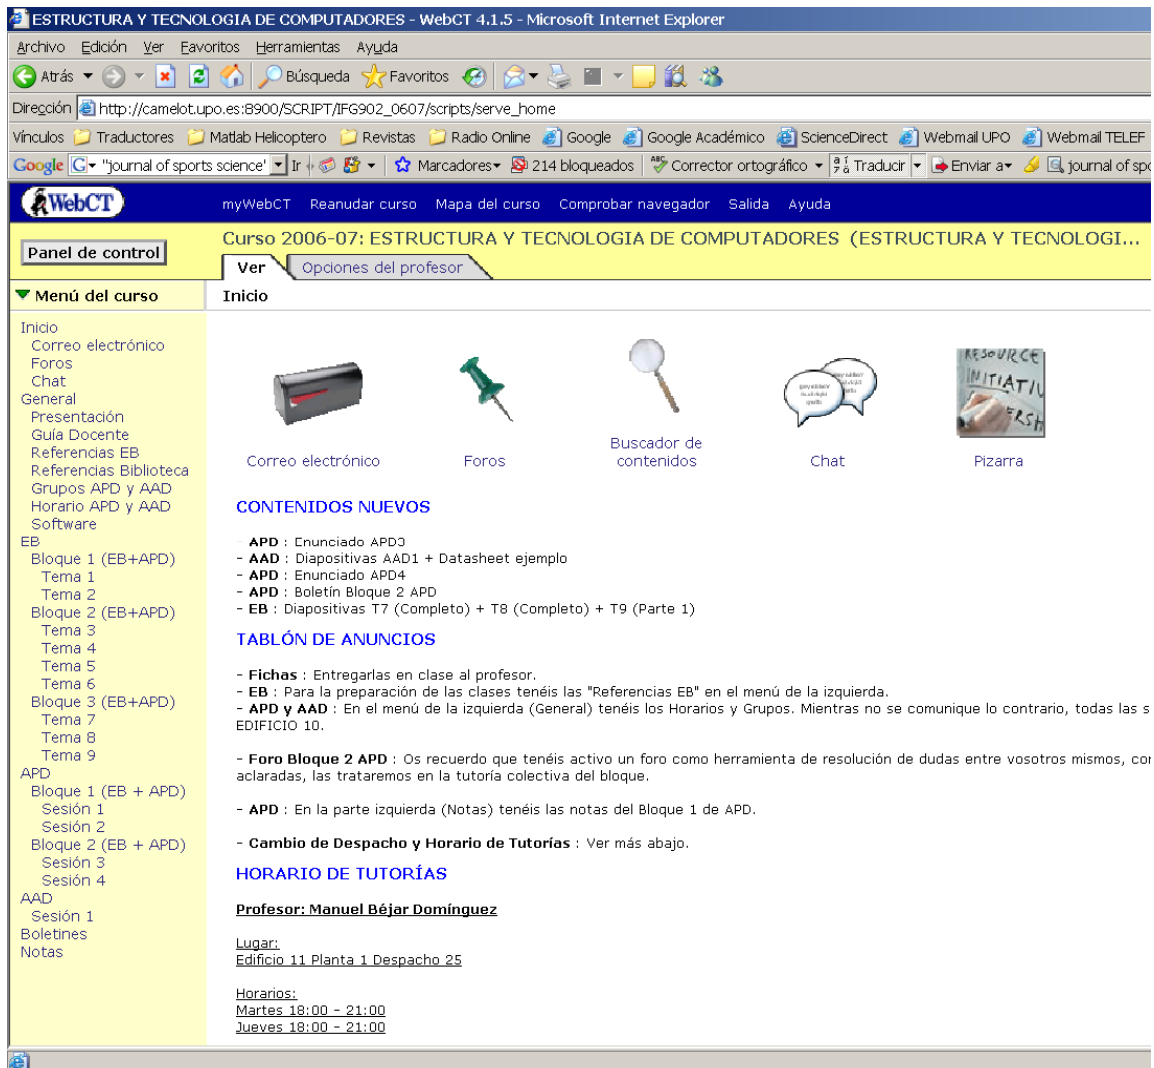 ESTRUCTURA Y TECNOLOGIA DE COMPUTADORES - WebCT 4.1.5 - Microsoft Internet Explorer
Archivo Edición Ver Favoritos Herramientas Ayuda
Atrás Búsqueda Favoritos
Dirección http://camelot.upo.es:8900/SCRIPT/IFG902_0607/scripts/serve_home
Vínculos Traductores Matlab Helicoptero Revistas Radio Online Google Google Académico ScienceDirect Webmail UPO Webmail TELEF
Google G "journal of sports science" Ir Marcadores 214 bloqueados Corrector ortográfico Traducir Enviar a journal of spo
WebCT myWebCT Reanudar curso Mapa del curso Comprobar navegador Salida Ayuda
Panel de control
Curso 2006-07: ESTRUCTURA Y TECNOLOGIA DE COMPUTADORES (ESTRUCTURA Y TECNOLOGI...
Ver Opciones del profesor
Menú del curso
Inicio
Inicio
Correo electrónico
Foros
Chat
General
Presentación
Guía Docente
Referencias EB
Referencias Biblioteca
Grupos APD y AAD
Horario APD y AAD
Software
EB
Bloque 1 (EB+APD)
Tema 1
Tema 2
Bloque 2 (EB+APD)
Tema 3
Tema 4
Tema 5
Tema 6
Bloque 3 (EB+APD)
Tema 7
Tema 8
Tema 9
APD
Bloque 1 (EB + APD)
Sesión 1
Sesión 2
Bloque 2 (EB + APD)
Sesión 3
Sesión 4
AAD
Sesión 1
Boletines
Notas
RESOURCE
INITIATIV
ERSH
Correo electrónico
Foros
Buscador de
contenidos
Chat
Pizarra
CONTENIDOS NUEVOS
- APD : Enunciado APD3
- AAD : Diapositivas AAD1 + Datasheet ejemplo
- APD : Enunciado APD4
- APD : Boletín Bloque 2 APD
- EB : Diapositivas T7 (Completo) + T8 (Completo) + T9 (Parte 1)
TABLÓN DE ANUNCIOS
- Fichas : Entregarlas en clase al profesor.
- EB : Para la preparación de las clases tenéis las "Referencias EB" en el menú de la izquierda.
- APD y AAD : En el menú de la izquierda (General) tenéis los Horarios y Grupos. Mientras no se comunique lo contrario, todas las s
EDIFICIO 10.
- Foro Bloque 2 APD : Os recuerdo que tenéis activo un foro como herramienta de resolución de dudas entre vosotros mismos, cor
aclaradas, las trataremos en la tutoría colectiva del bloque.
- APD : En la parte izquierda (Notas) tenéis las notas del Bloque 1 de APD.
- Cambio de Despacho y Horario de Tutorías : Ver más abajo.
HORARIO DE TUTORÍAS
Profesor: Manuel Béjar Domínguez
Lugar:
Edificio 11 Planta 1 Despacho 25
Horarios:
Martes 18:00 - 21:00
Jueves 18:00 - 21:00